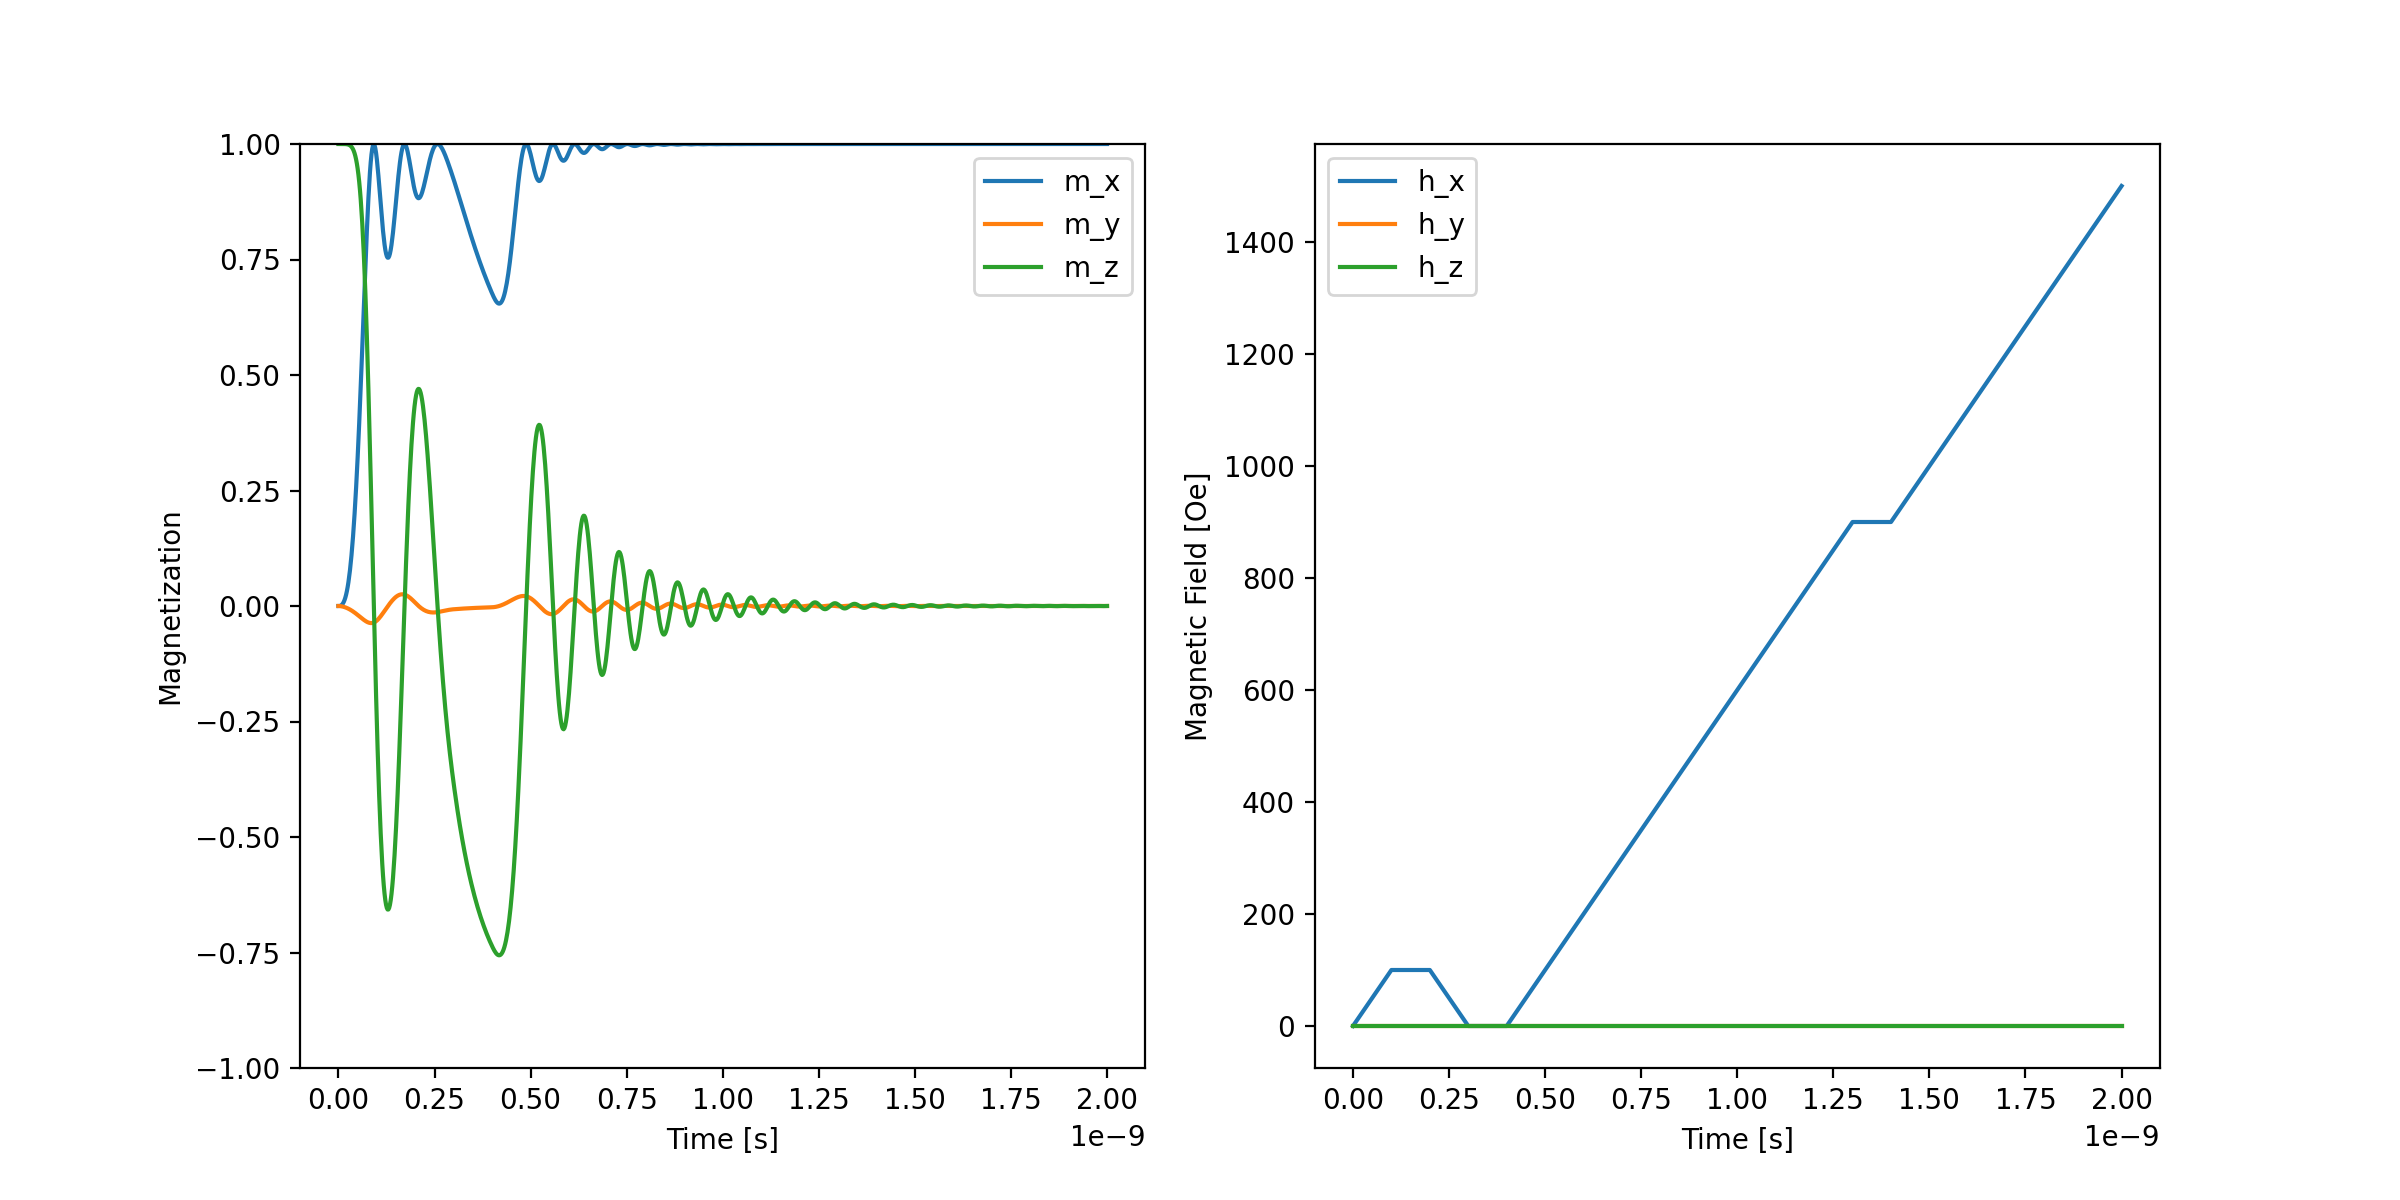 1.00
0.75
0.50
0.25
0.00
−0.25
−0.50
−0.75
−1.00
Magnetization
0.00 0.25 0.50 0.75 1.00 1.25 1.50 1.75 2.00
Time [s]
1e−9
m_x
m_y
m_z
1400
1200
1000
800
600
400
200
0
Magnetic Field [Oe]
0.00 0.25 0.50 0.75 1.00 1.25 1.50 1.75 2.00
Time [s]
1e−9
h_x
h_y
h_z